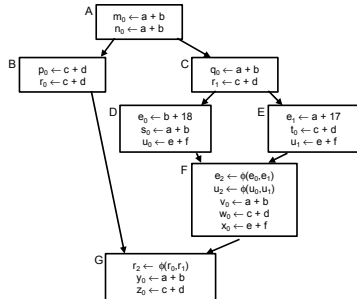 A
m₀ ← a + b
n₀ ← a + b
B
p₀ ← c + d
r₀ ← c + d
C
q₀ ← a + b
r₁ ← c + d
D
e₀ ← b + 18
s₀ ← a + b
u₀ ← e + f
E
e₁ ← a + 17
t₀ ← c + d
u₁ ← e + f
F
e₂ ← ϕ(e₀,e₁)
u₂ ← ϕ(u₀,u₁)
v₀ ← a + b
w₀ ← c + d
x₀ ← e + f
G
r₂ ← ϕ(r₀,r₁)
y₀ ← a + b
z₀ ← c + d